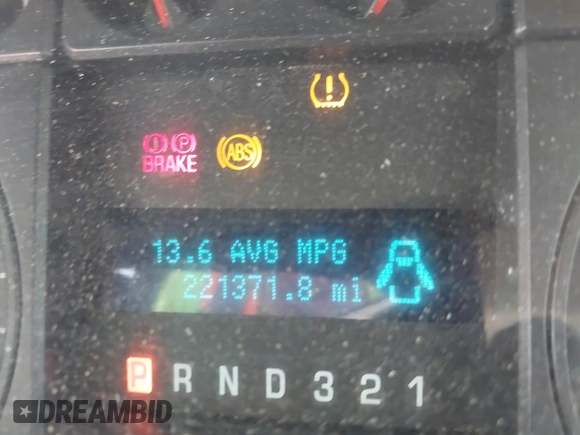 !
(!) (P)
BRAKE
ABS
13.6 AVG MPG
221371.8 mi
P R N D 3 2 1
DREAMBID